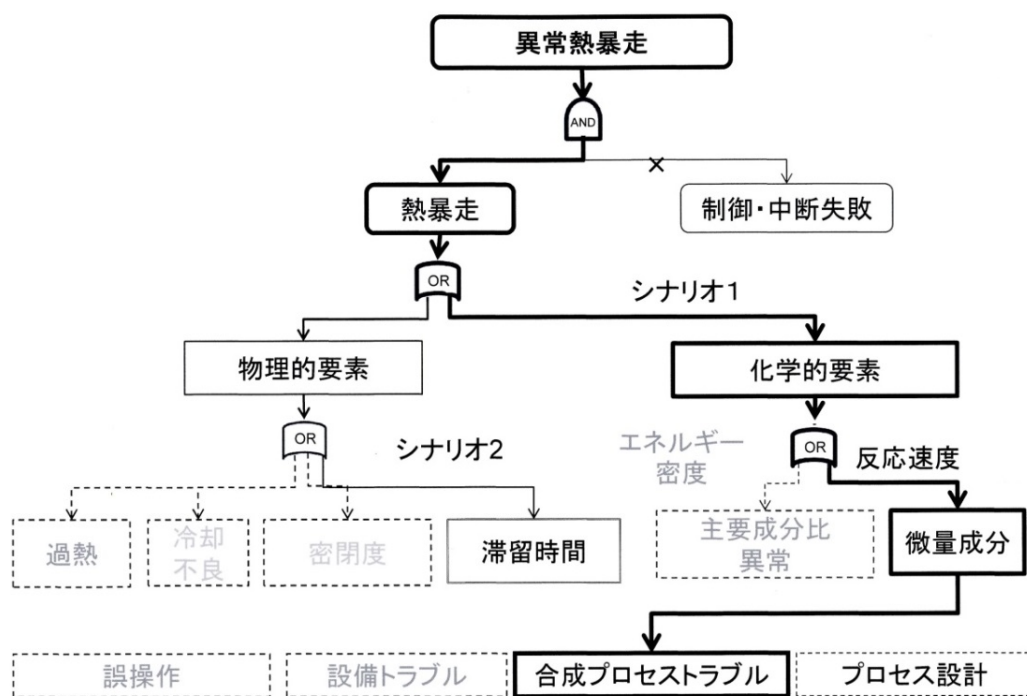 異常熱暴走
AND
×
熱暴走
制御・中断失敗
OR
シナリオ1
物理的要素
化学的要素
OR
シナリオ2
エネルギー
密度
OR
反応速度
過熱
冷却
不良
密閉度
滞留時間
主要成分比
異常
微量成分
誤操作
設備トラブル
合成プロセストラブル
プロセス設計